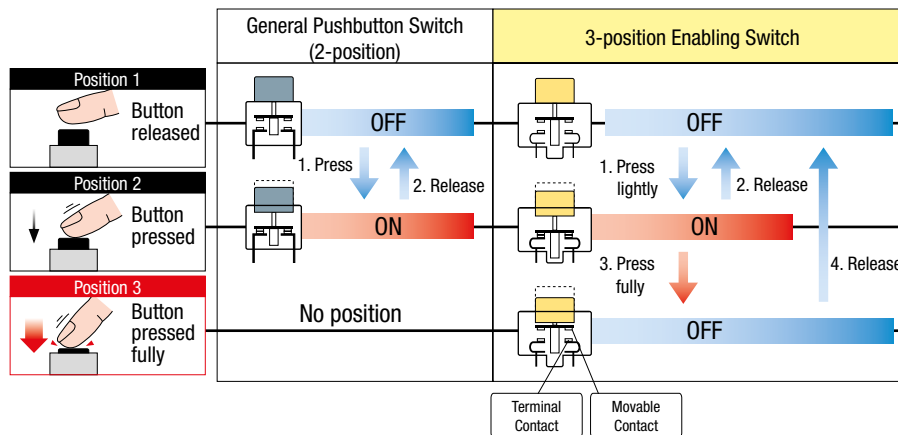 General Pushbutton Switch
(2-position)
3-position Enabling Switch
Position 1
Button
released
OFF
OFF
1. Press
2. Release
1. Press
lightly
2. Release
Position 2
Button
pressed
ON
ON
3. Press
fully
4. Release
Position 3
Button
pressed
fully
No position
OFF
Terminal
Contact
Movable
Contact